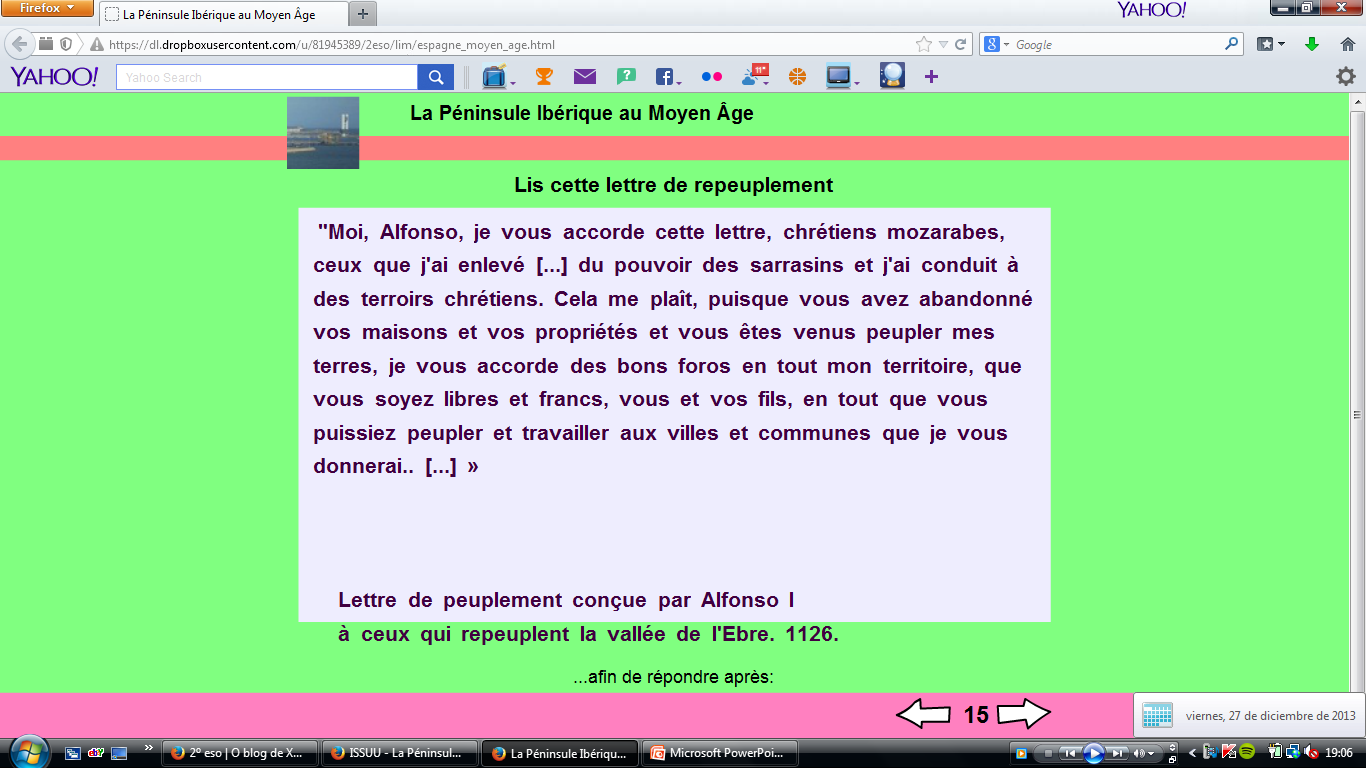 Firefox
La Péninsule Ibérique au Moyen Âge
YAHOO!
https://dl.dropboxusercontent.com/u/81945389/2eso/lim/espagne_moyen_age.html
Google
YAHOO!
Yahoo Search
11°
La Péninsule Ibérique au Moyen Âge
Lis cette lettre de repeuplement
"Moi, Alfonso, je vous accorde cette lettre, chrétiens mozarabes,
ceux que j'ai enlevé [...] du pouvoir des sarrasins et j'ai conduit à
des terroirs chrétiens. Cela me plaît, puisque vous avez abandonné
vos maisons et vos propriétés et vous êtes venus peupler mes
terres, je vous accorde des bons foros en tout mon territoire, que
vous soyez libres et francs, vous et vos fils, en tout que vous
puissiez peupler et travailler aux villes et communes que je vous
donnerai.. [...] »
Lettre de peuplement conçue par Alfonso I
à ceux qui repeuplent la vallée de l'Ebre. 1126.
...afin de répondre après:
15
viernes, 27 de diciembre de 2013
2º eso | O blog de X...
ISSUU - La Péninsul...
La Péninsule Ibériqu...
Microsoft PowerPoi...
19:06